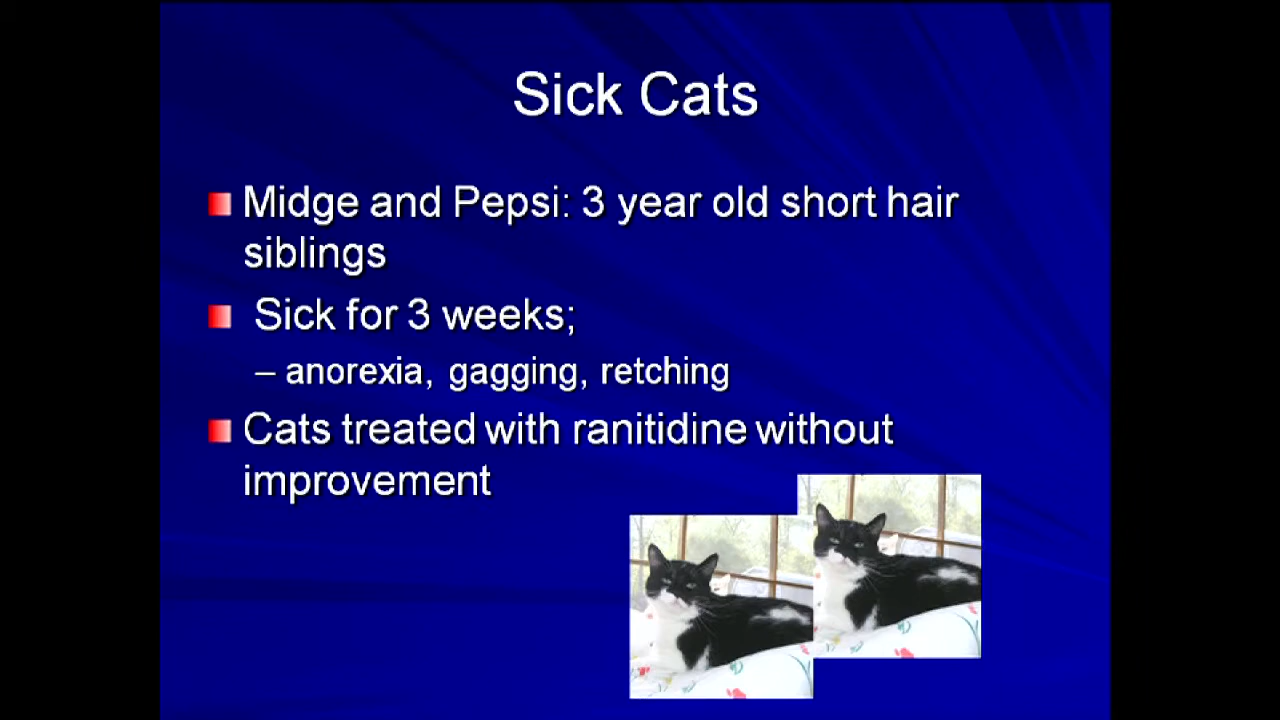 Sick Cats
Midge and Pepsi: 3 year old short hair
siblings
Sick for 3 weeks;
– anorexia, gagging, retching
Cats treated with ranitidine without
improvement